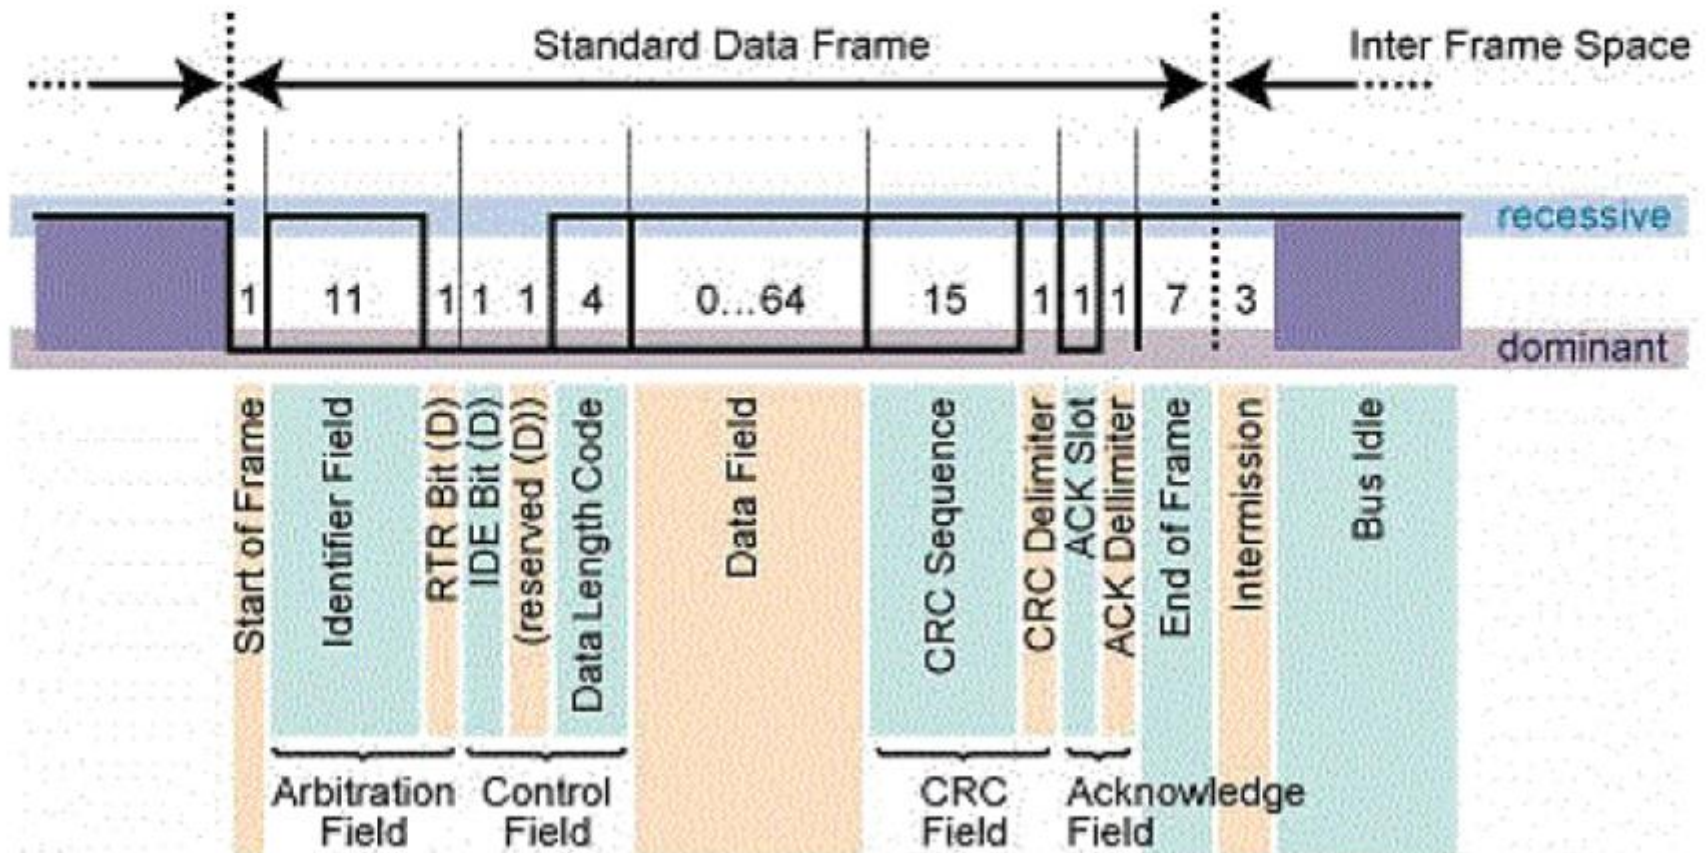 Standard Data Frame
Inter Frame Space
recessive
1 11 1 1 1 4 0...64 15 1 1 1 7 3
dominant
Start of Frame
Identifier Field
RTR Bit (D)
IDE Bit (D)
(reserved (D))
Data Length Code
Data Field
CRC Sequence
CRC Delimiter
ACK Slot
ACK Delimiter
End of Frame
Intermission
Bus Idle
Arbitration
Field
Control
Field
CRC
Field
Acknowledge
Field